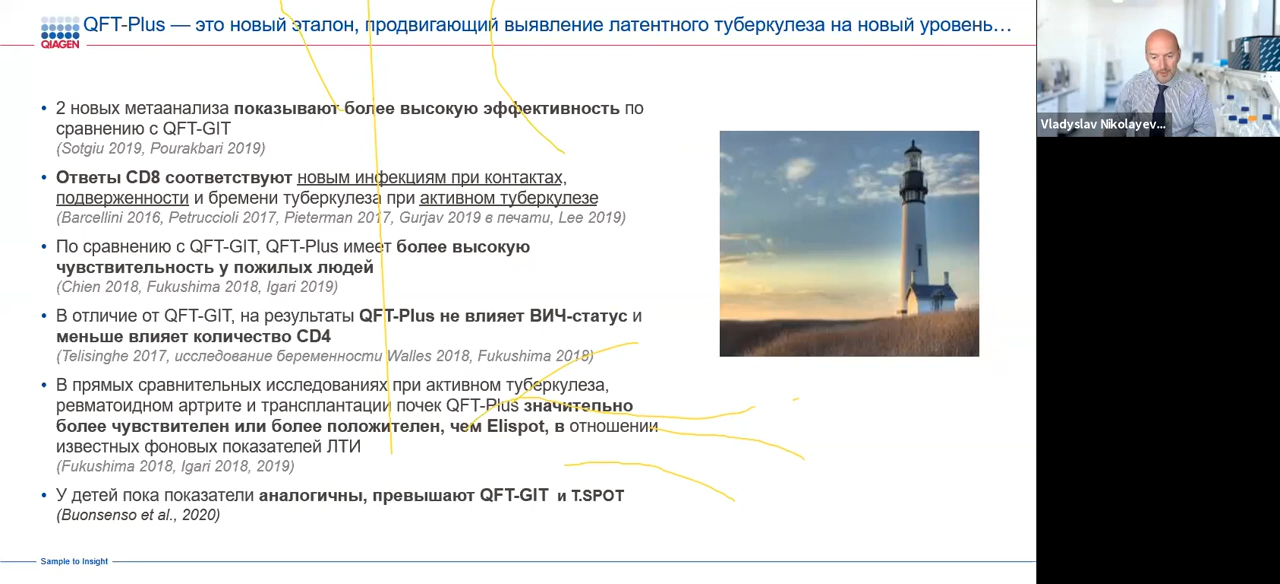 QFT-Plus — это новый эталон, продвигающий выявление латентного туберкулеза на новый уровень…
QIAGEN
Vladyslav Nikolayev...
• 2 новых метаанализа показывают более высокую эффективность по
сравнению с QFT-GIT
(Sotgiu 2019, Pourakbari 2019)
• Ответы CD8 соответствуют новым инфекциям при контактах,
подверженности и бремени туберкулеза при активном туберкулезе
(Barcellini 2016, Petruccioli 2017, Pieterman 2017, Gurjav 2019 в печати, Lee 2019)
• По сравнению с QFT-GIT, QFT-Plus имеет более высокую
чувствительность у пожилых людей
(Chien 2018, Fukushima 2018, Igari 2019)
• В отличие от QFT-GIT, на результаты QFT-Plus не влияет ВИЧ-статус и
меньше влияет количество CD4
(Telisinghe 2017, исследование беременности Walles 2018, Fukushima 2018)
• В прямых сравнительных исследованиях при активном туберкулеза,
ревматоидном артрите и трансплантации почек QFT-Plus значительно
более чувствителен или более положителен, чем Elispot, в отношении
известных фоновых показателей ЛТИ
(Fukushima 2018, Igari 2018, 2019)
• У детей пока показатели аналогичны, превышают QFT-GIT и T.SPOT
(Buonsenso et al., 2020)
Sample to Insight